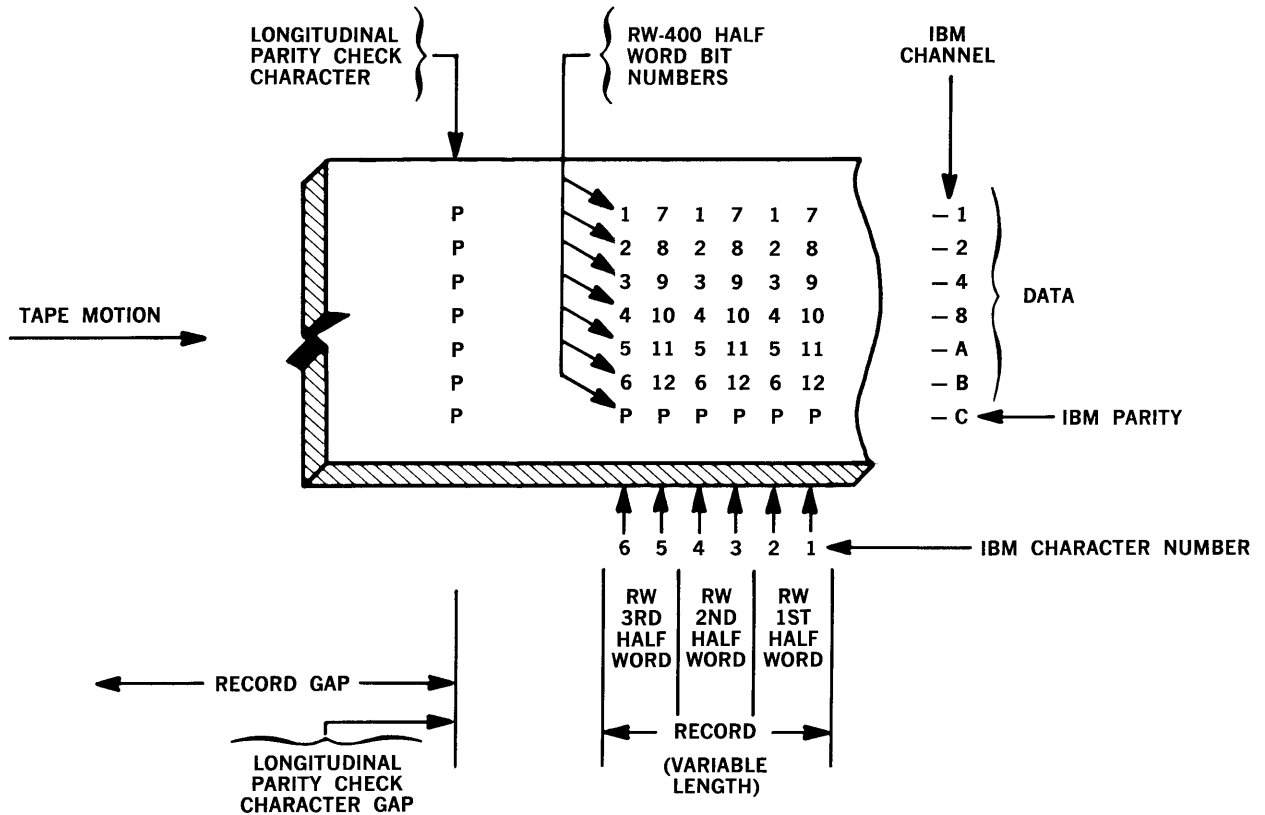 LONGITUDINAL
PARITY CHECK
CHARACTER
RW-400 HALF
WORD BIT
NUMBERS
IBM
CHANNEL
P 1 7 1 7 1 7 – 1
P 2 8 2 8 2 8 – 2
P 3 9 3 9 3 9 – 4
P 4 10 4 10 4 10 – 8
P 5 11 5 11 5 11 – A
P 6 12 6 12 6 12 – B
P P P P P P P – C
DATA
TAPE MOTION
IBM PARITY
6 5 4 3 2 1
IBM CHARACTER NUMBER
RW
3RD
HALF
WORD
RW
2ND
HALF
WORD
RW
1ST
HALF
WORD
RECORD GAP
RECORD
(VARIABLE
LENGTH)
LONGITUDINAL
PARITY CHECK
CHARACTER GAP